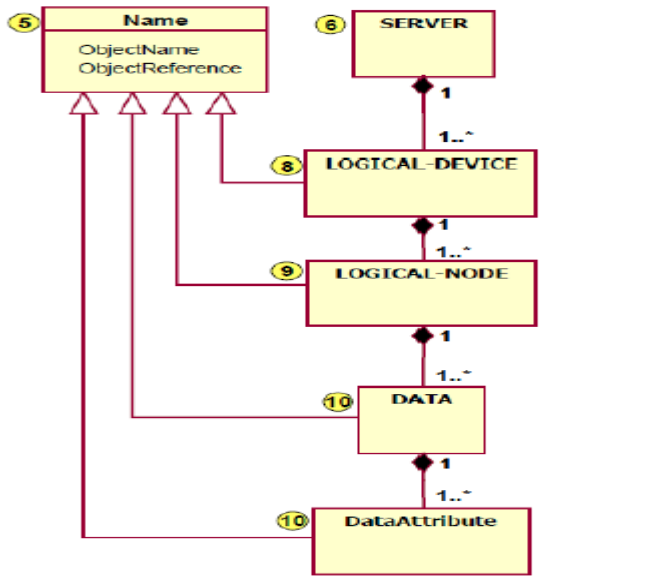 5
Name
ObjectName
ObjectReference
6
SERVER
1
1..*
8
LOGICAL-DEVICE
1
1..*
9
LOGICAL-NODE
1
1..*
10
DATA
1
1..*
10
DataAttribute